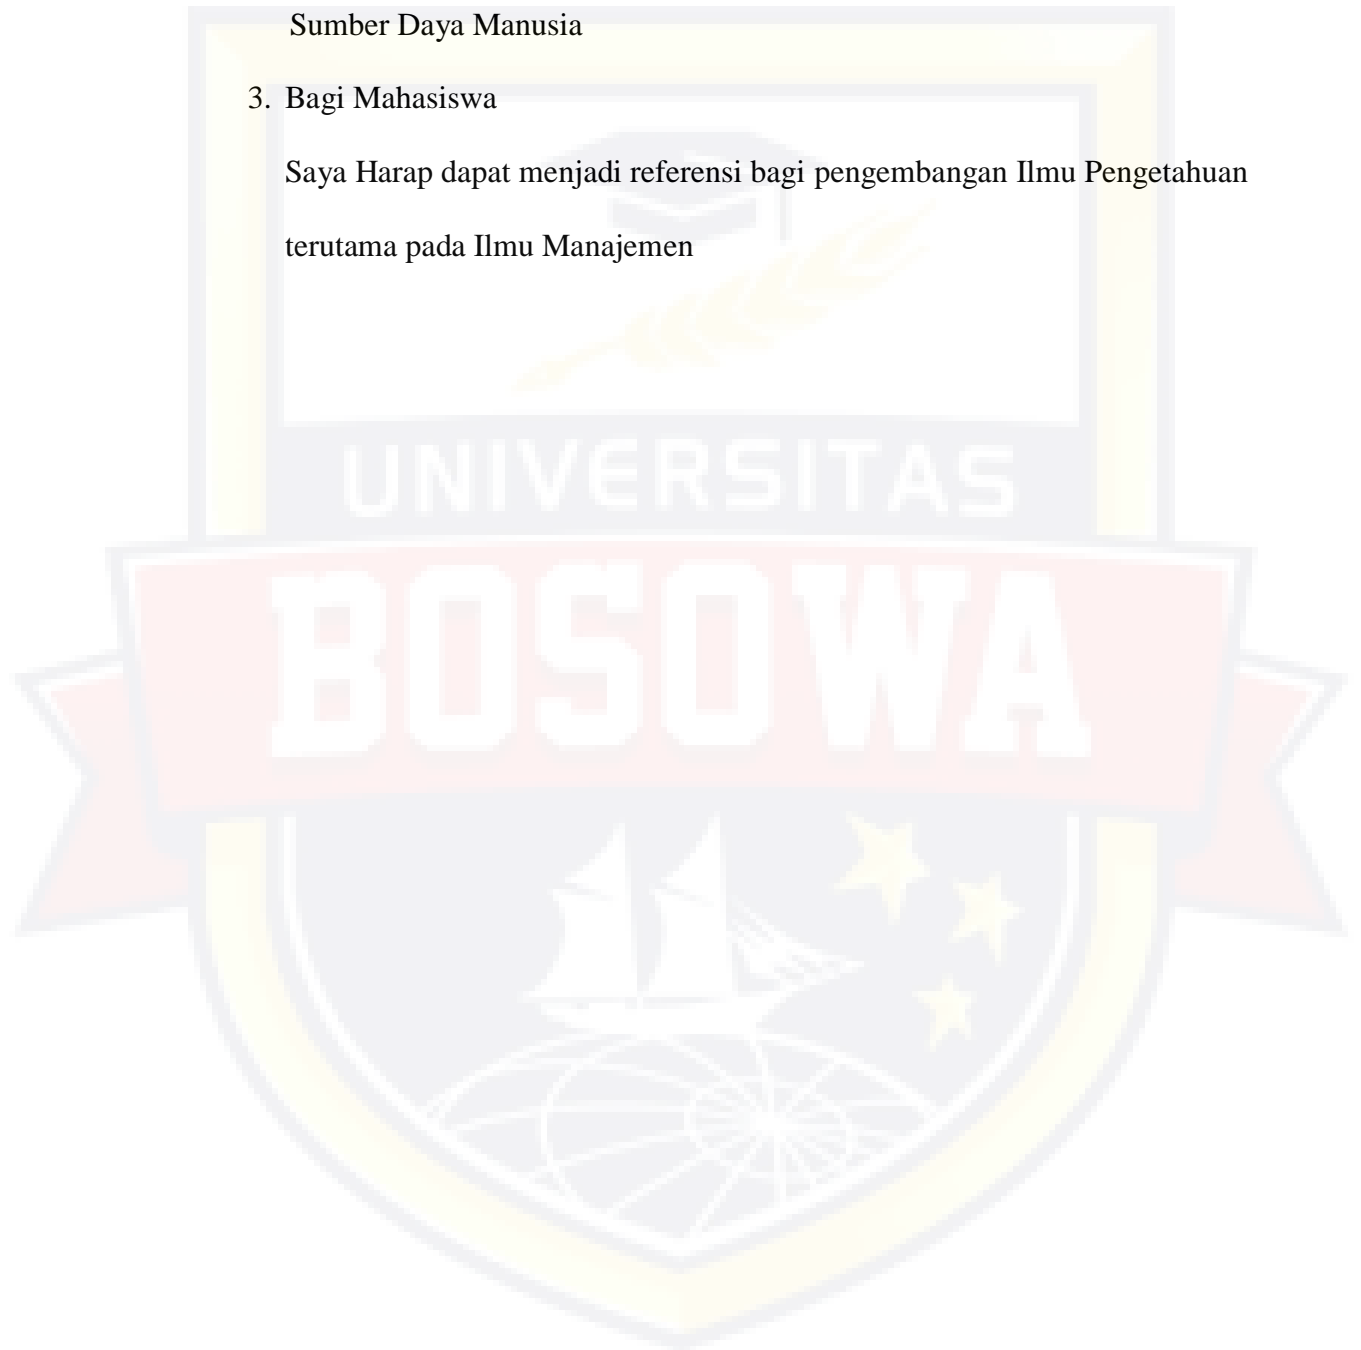 Sumber Daya Manusia
3. Bagi Mahasiswa
Saya Harap dapat menjadi referensi bagi pengembangan Ilmu Pengetahuan
terutama pada Ilmu Manajemen
UNIVERSITAS
BOSOWA